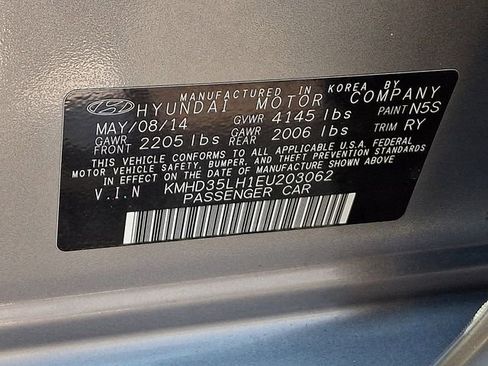 MANUFACTURED IN KOREA BY
HYUNDAI MOTOR COMPANY
MAY/08/14 GVWR 4145 lbs PAINT N5S
GAWR FRONT 2205 lbs GAWR REAR 2006 lbs TRIM RY
THIS VEHICLE CONFORMS TO ALL APPLICABLE U.S.A. FEDERAL
MOTOR VEHICLE SAFETY, BUMPER, AND THEFT PREVENTION STANDARDS
IN EFFECT ON THE DATE OF MANUFACTURE SHOWN ABOVE.
V.I.N KMHD35LH1EU203062
PASSENGER CAR